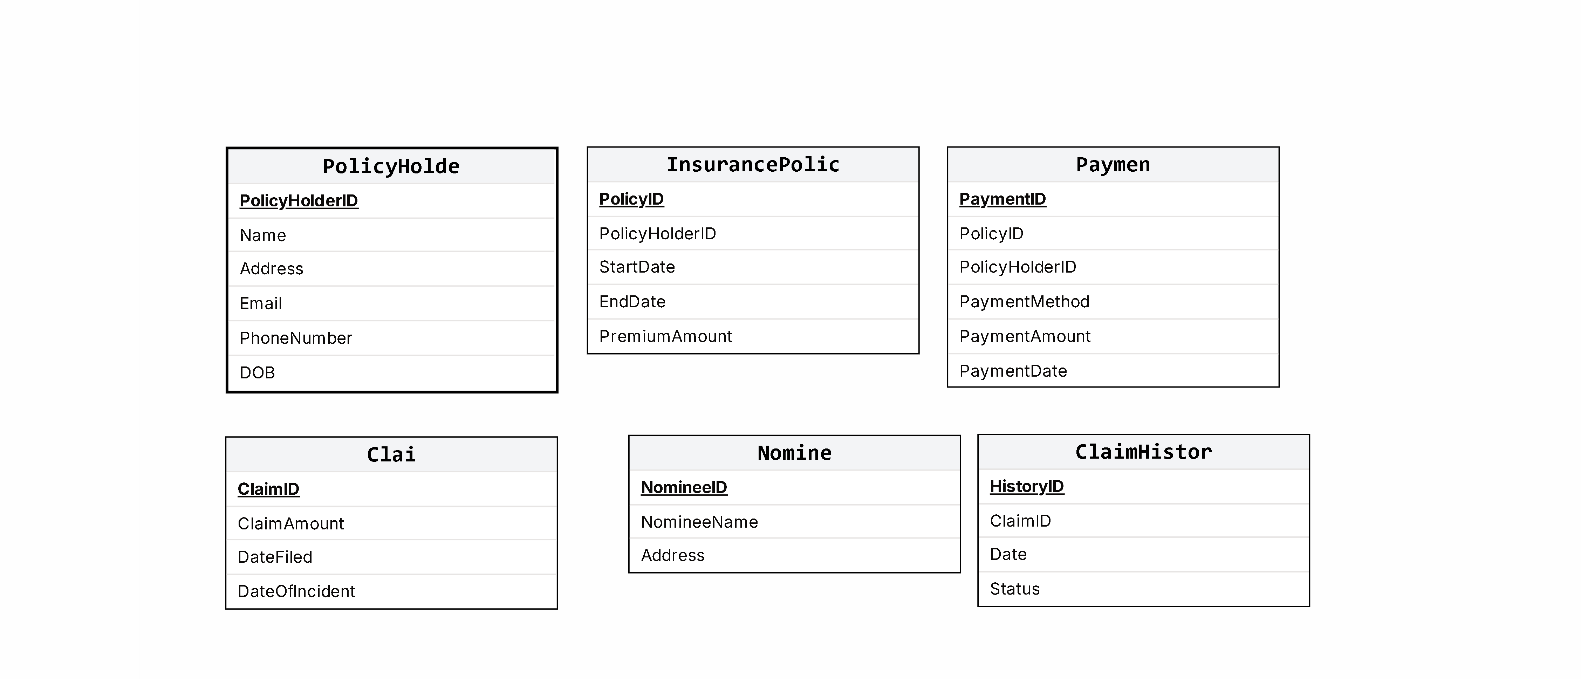 PolicyHolde
PolicyHolderID
Name
Address
Email
PhoneNumber
DOB
InsurancePolic
PolicyID
PolicyHolderID
StartDate
EndDate
PremiumAmount
Paymen
PaymentID
PolicyID
PolicyHolderID
PaymentMethod
PaymentAmount
PaymentDate
Clai
ClaimID
ClaimAmount
DateFiled
DateOfIncident
Nomine
NomineeID
NomineeName
Address
ClaimHistor
HistoryID
ClaimID
Date
Status